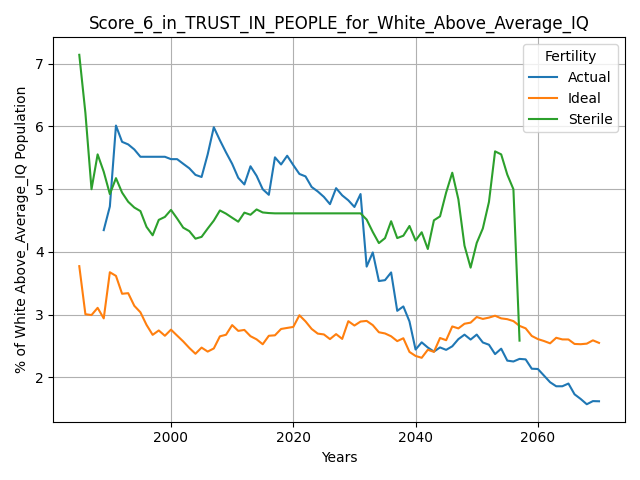 Score_6_in_TRUST_IN_PEOPLE_for_White_Above_Average_IQ
Fertility
Actual
Ideal
Sterile
% of White Above_Average_IQ Population
7
6
5
4
3
2
2000
2020
2040
2060
Years